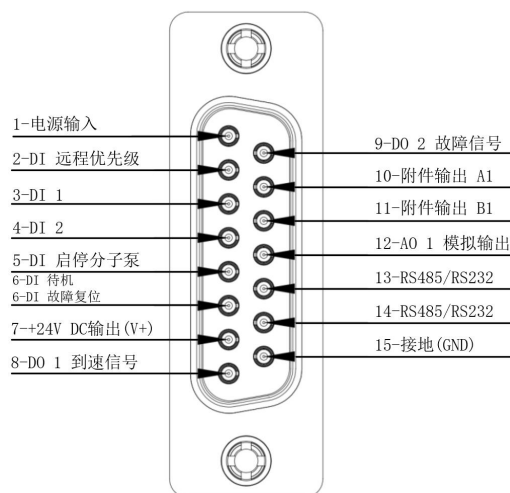 1-电源输入
2-DI 远程优先级
3-DI 1
4-DI 2
5-DI 启停分子泵
6-DI 待机
6-DI 故障复位
7-+24V DC输出(V+)
8-DO 1 到速信号
9-DO 2 故障信号
10-附件输出 A1
11-附件输出 B1
12-AO 1 模拟输出
13-RS485/RS232
14-RS485/RS232
15-接地(GND)